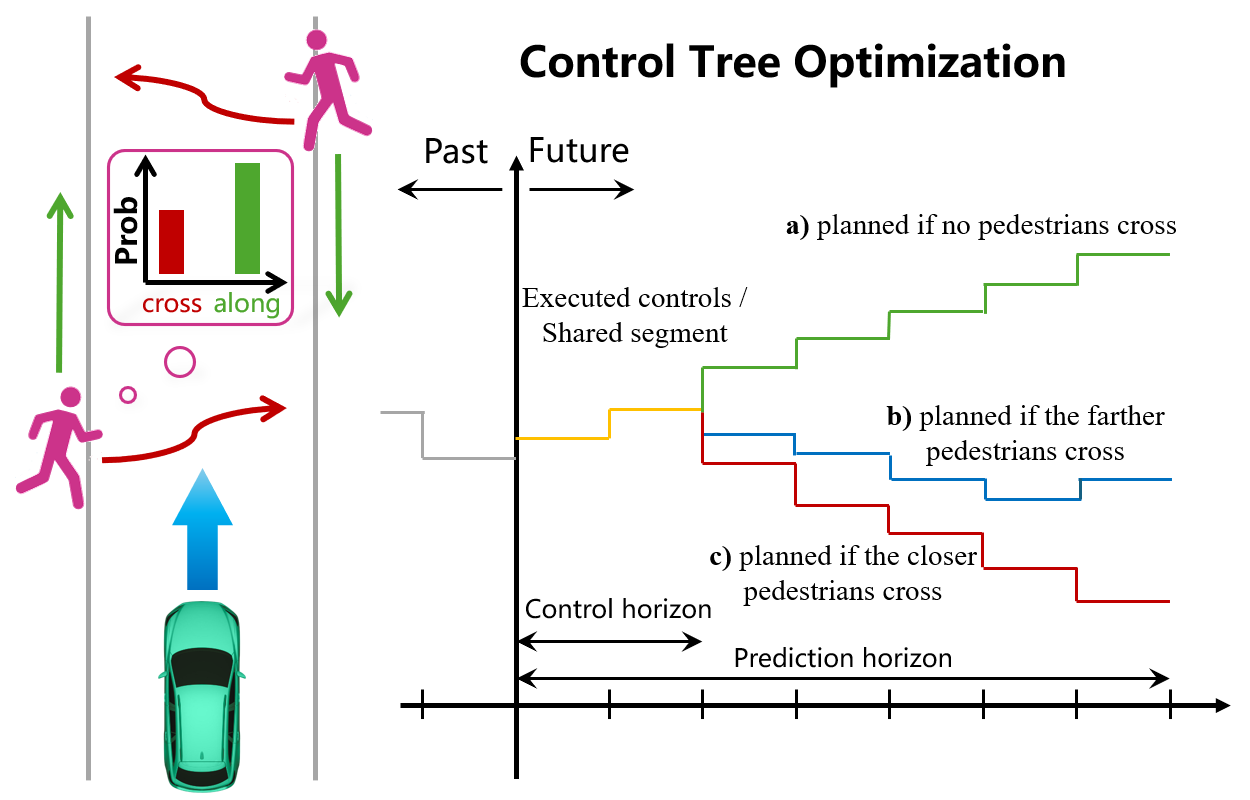 Control Tree Optimization
Past
Future
Prob
cross along
a) planned if no pedestrians cross
Executed controls /
Shared segment
b) planned if the farther
pedestrians cross
c) planned if the closer
pedestrians cross
Control horizon
Prediction horizon